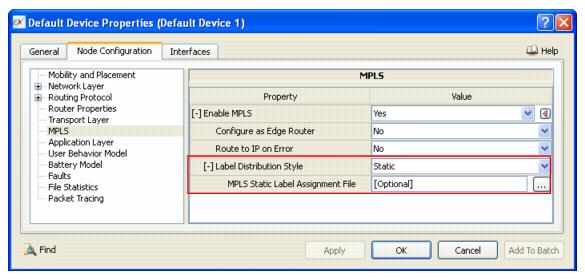 EX Default Device Properties (Default Device 1)
General Node Configuration Interfaces Help
Mobility and Placement
Network Layer
Routing Protocol
Router Properties
Transport Layer
MPLS
Application Layer
User Behavior Model
Battery Model
Faults
File Statistics
Packet Tracing
MPLS
Property Value
[-] Enable MPLS Yes
Configure as Edge Router No
Route to IP on Error No
[-] Label Distribution Style Static
MPLS Static Label Assignment File [Optional] ...
Find Apply OK Cancel Add To Batch